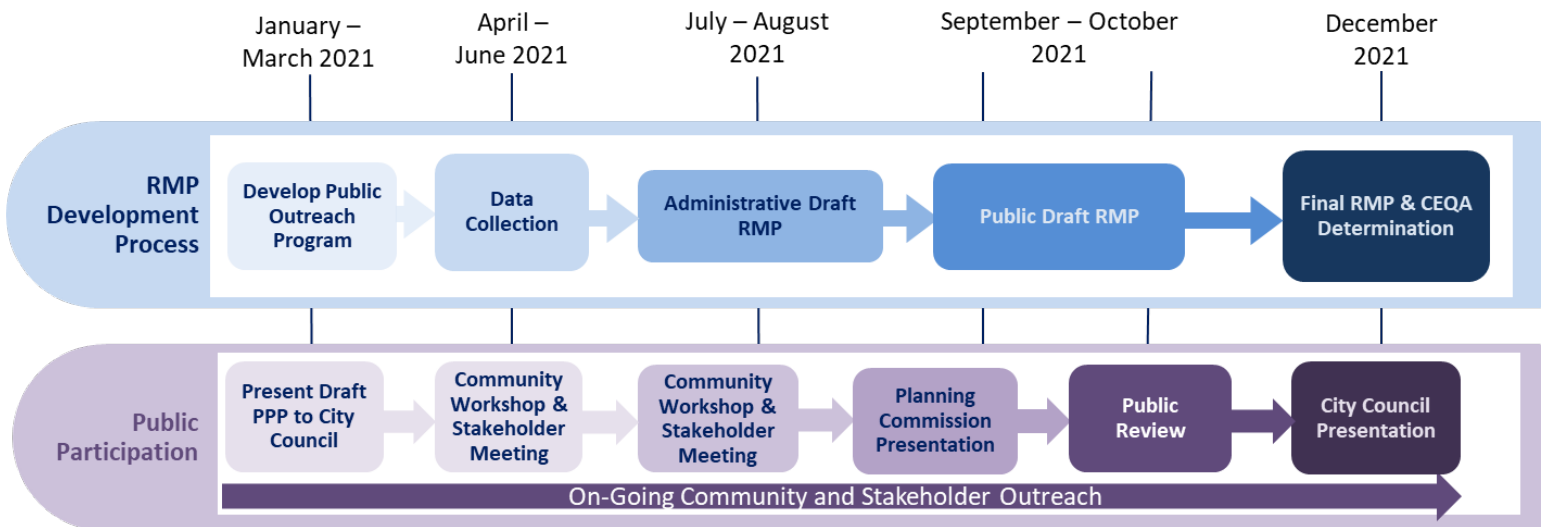 January –
March 2021
April –
June 2021
July – August
2021
September – October
2021
December
2021
RMP
Development
Process
Develop Public
Outreach
Program
Data
Collection
Administrative Draft
RMP
Public Draft RMP
Final RMP & CEQA
Determination
Public
Participation
Present Draft
PPP to City
Council
Community
Workshop &
Stakeholder
Meeting
Community
Workshop &
Stakeholder
Meeting
Planning
Commission
Presentation
Public
Review
City Council
Presentation
On-Going Community and Stakeholder Outreach